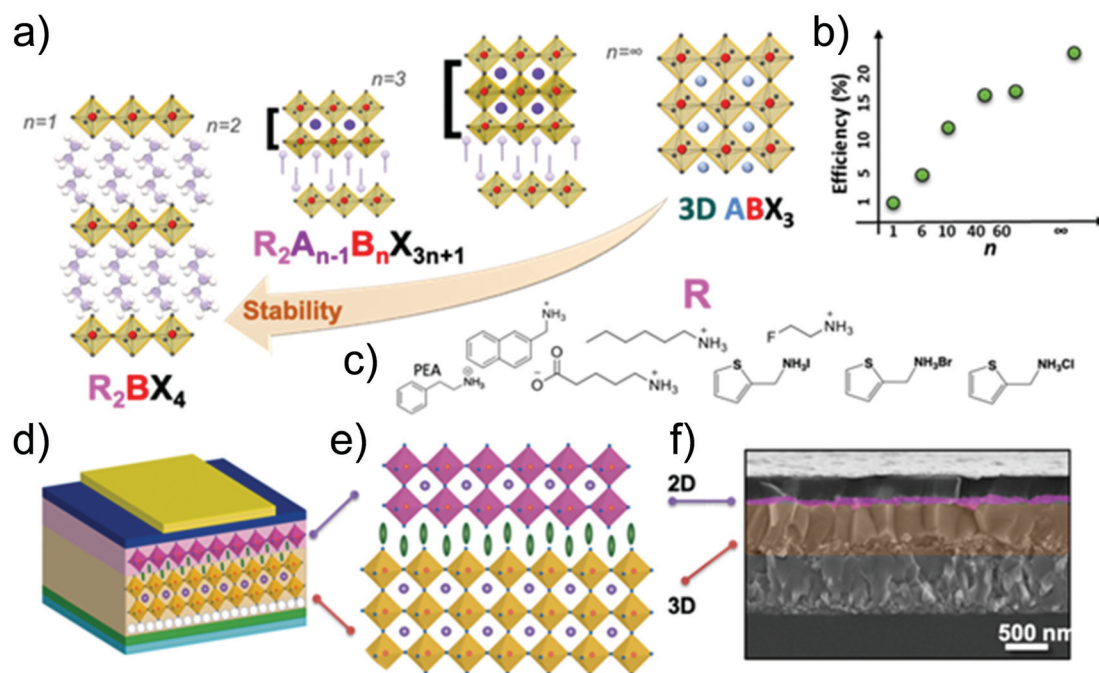 a)
n=1
n=2
n=3
n=∞
R2An-1BnX3n+1
3D ABX3
Stability
R2BX4
b)
Efficiency (%)
20
15
10
5
1
1 6 10 40 60 ∞
n
R
c)
NH3
+
NH3
+
F
NH3
+
PEA
NH3
⊕
O
−O
NH3
+
S
NH3I
S
NH3Br
S
NH3Cl
d)
e)
2D
3D
f)
500 nm